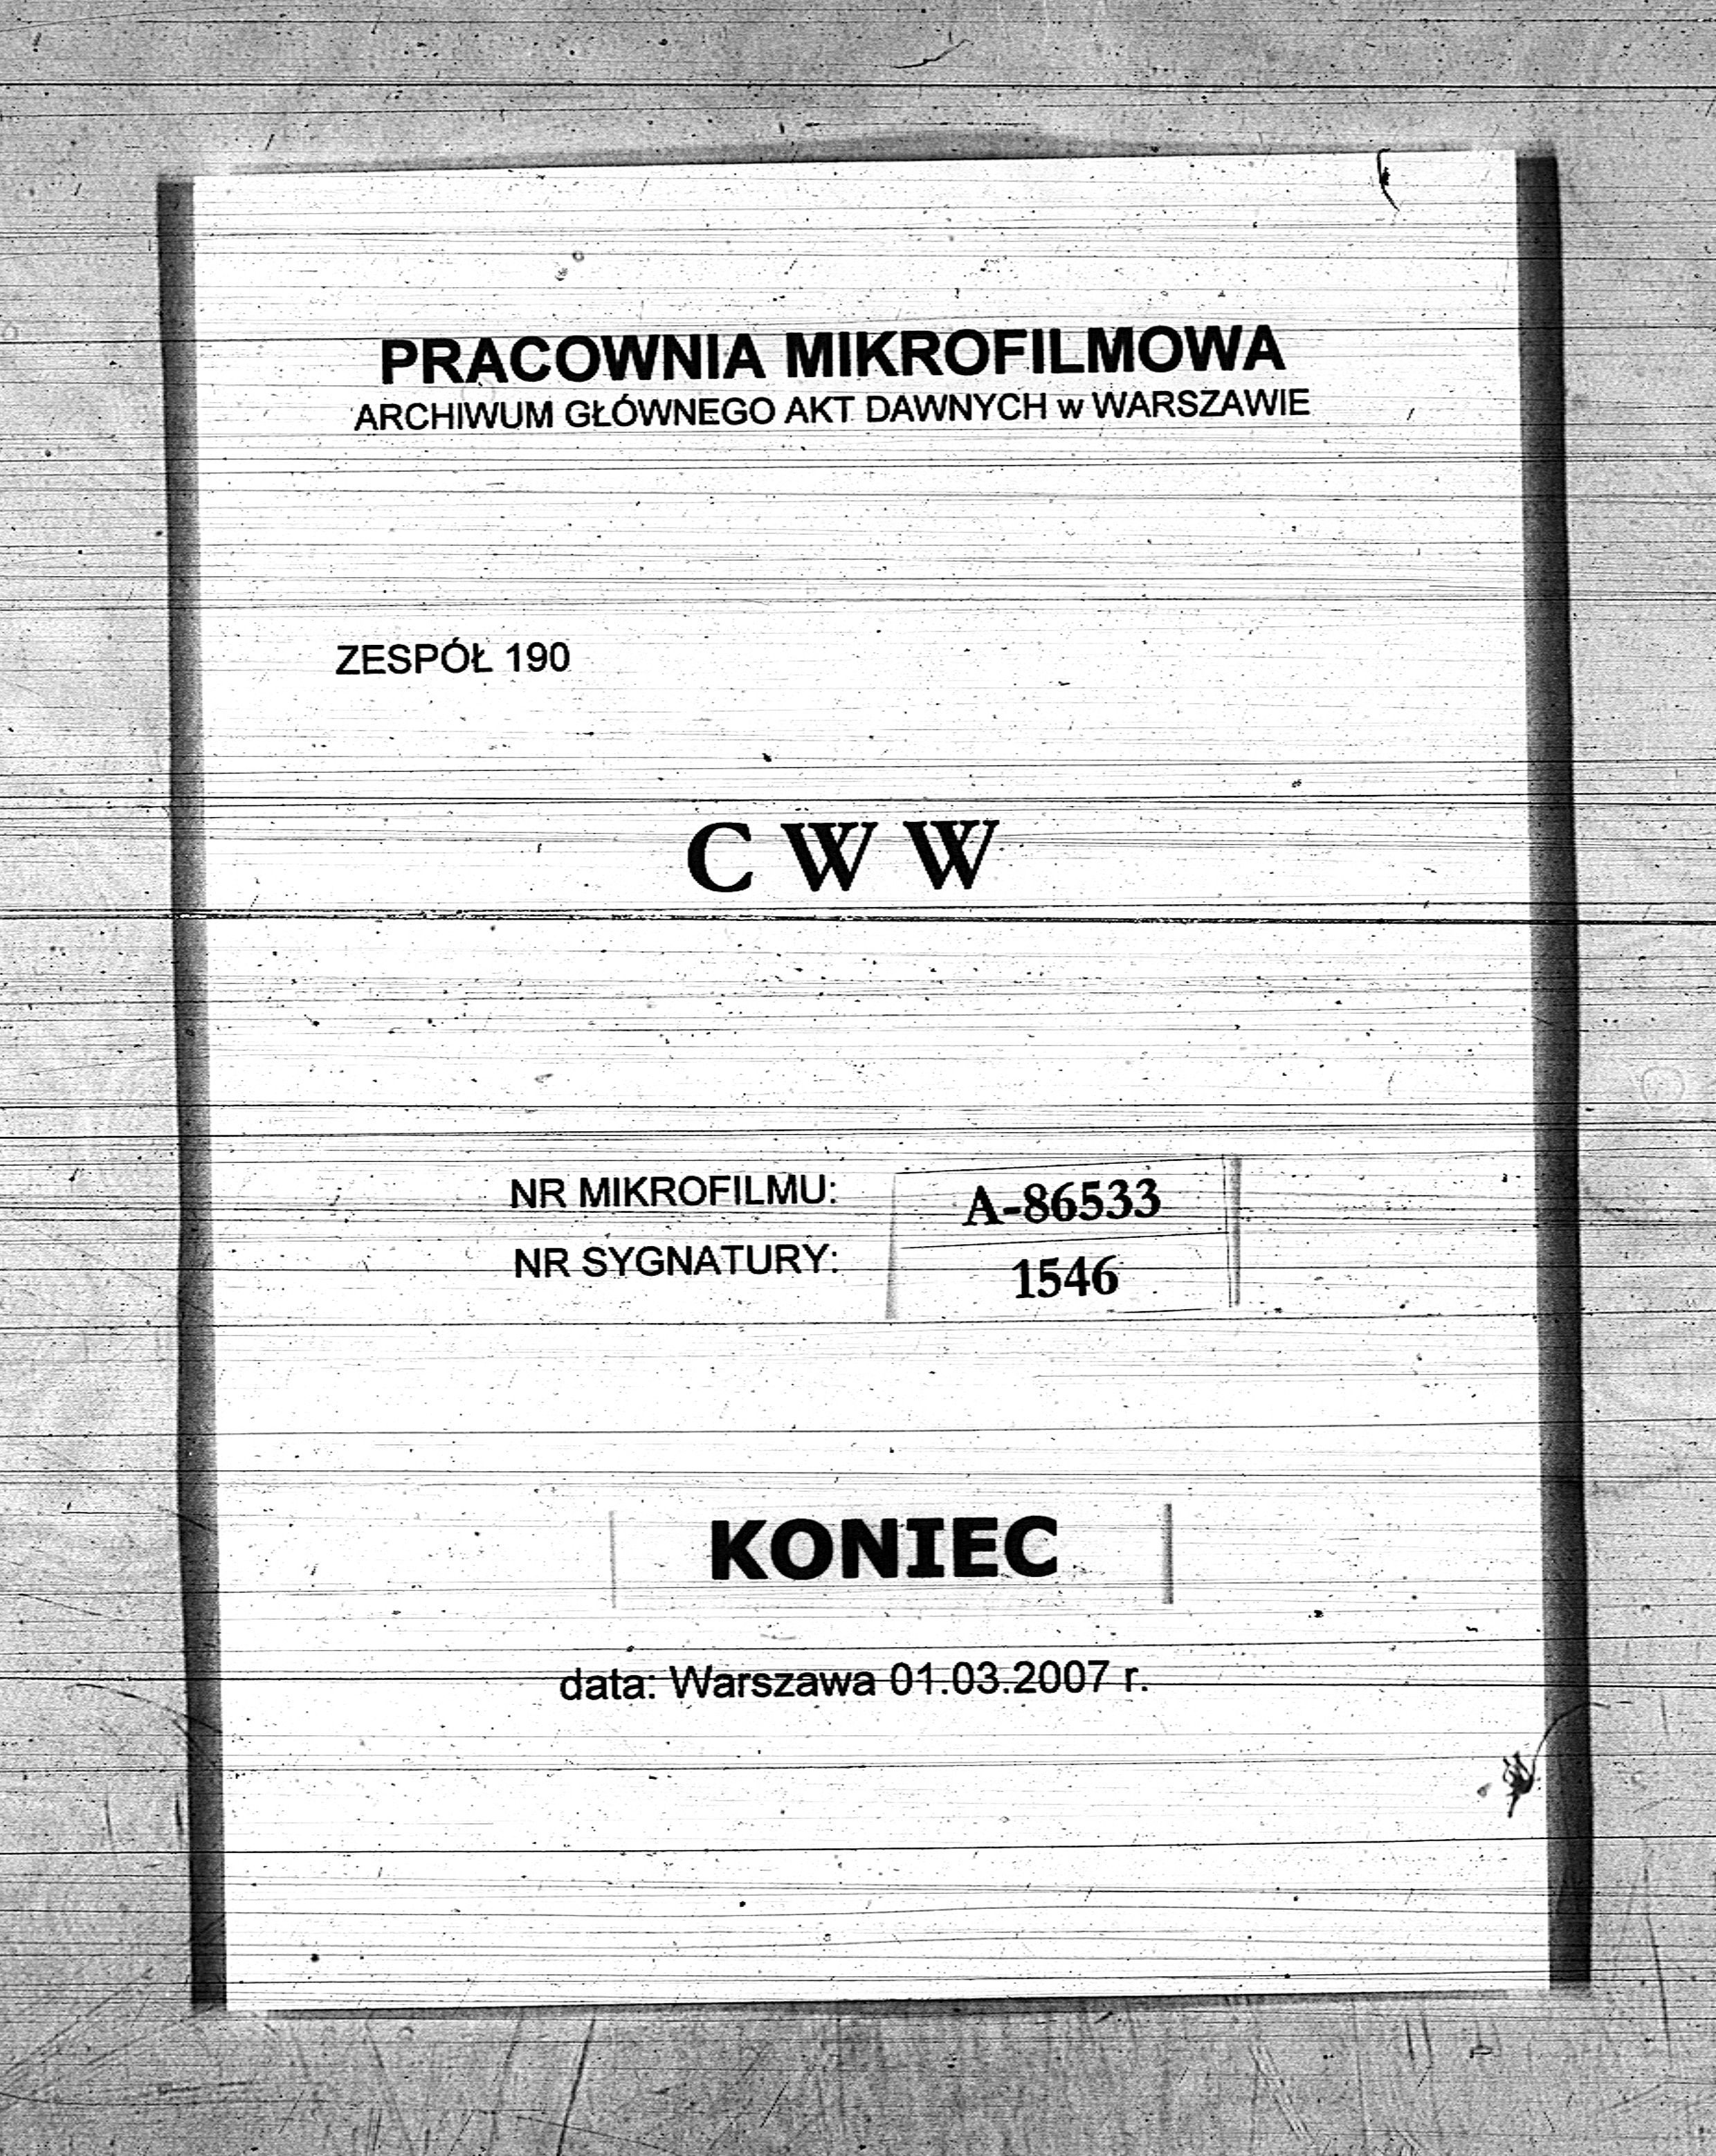 PRACOWNIA MIKROFILMOWA
ARCHIWUM GŁÓWNEGO AKT DAWNYCH w WARSZAWIE
ZESPÓŁ 190
C W W
NR MIKROFILMU: A-86533
NR SYGNATURY: 1546
KONIEC
data: Warszawa 01.03.2007 r.